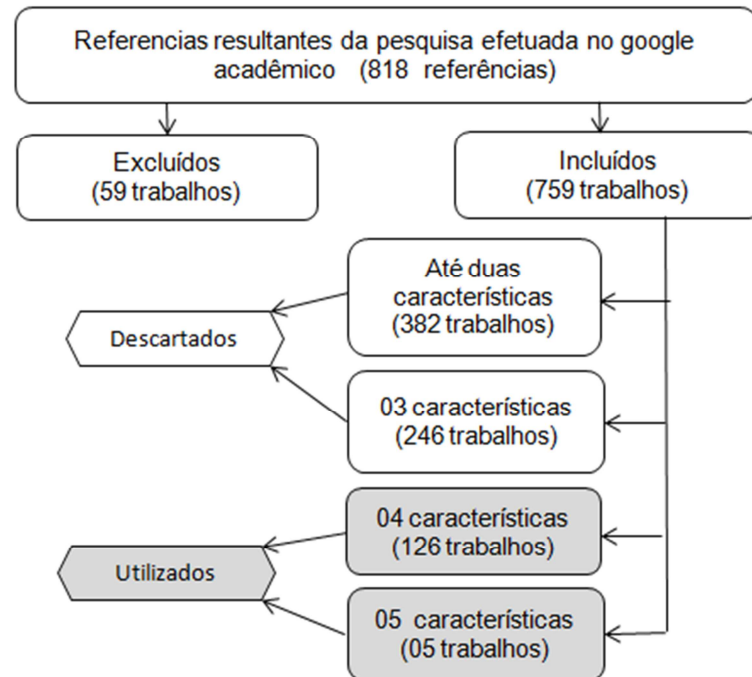 Referencias resultantes da pesquisa efetuada no google
acadêmico (818 referências)
Excluídos
(59 trabalhos)
Incluídos
(759 trabalhos)
Até duas
características
(382 trabalhos)
Descartados
03 características
(246 trabalhos)
04 características
(126 trabalhos)
Utilizados
05 características
(05 trabalhos)